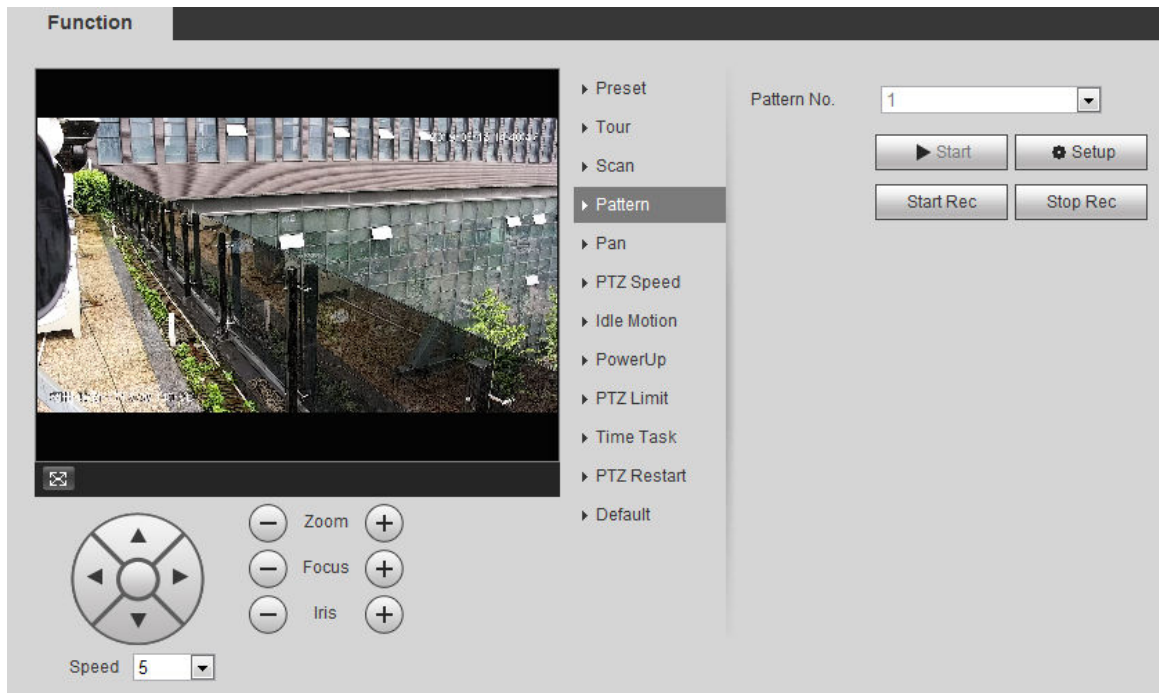 Function
Preset
Tour
Scan
Pattern
Pan
PTZ Speed
Idle Motion
PowerUp
PTZ Limit
Time Task
PTZ Restart
Default
Pattern No. 1
Start Setup
Start Rec Stop Rec
Zoom
Focus
Iris
Speed 5